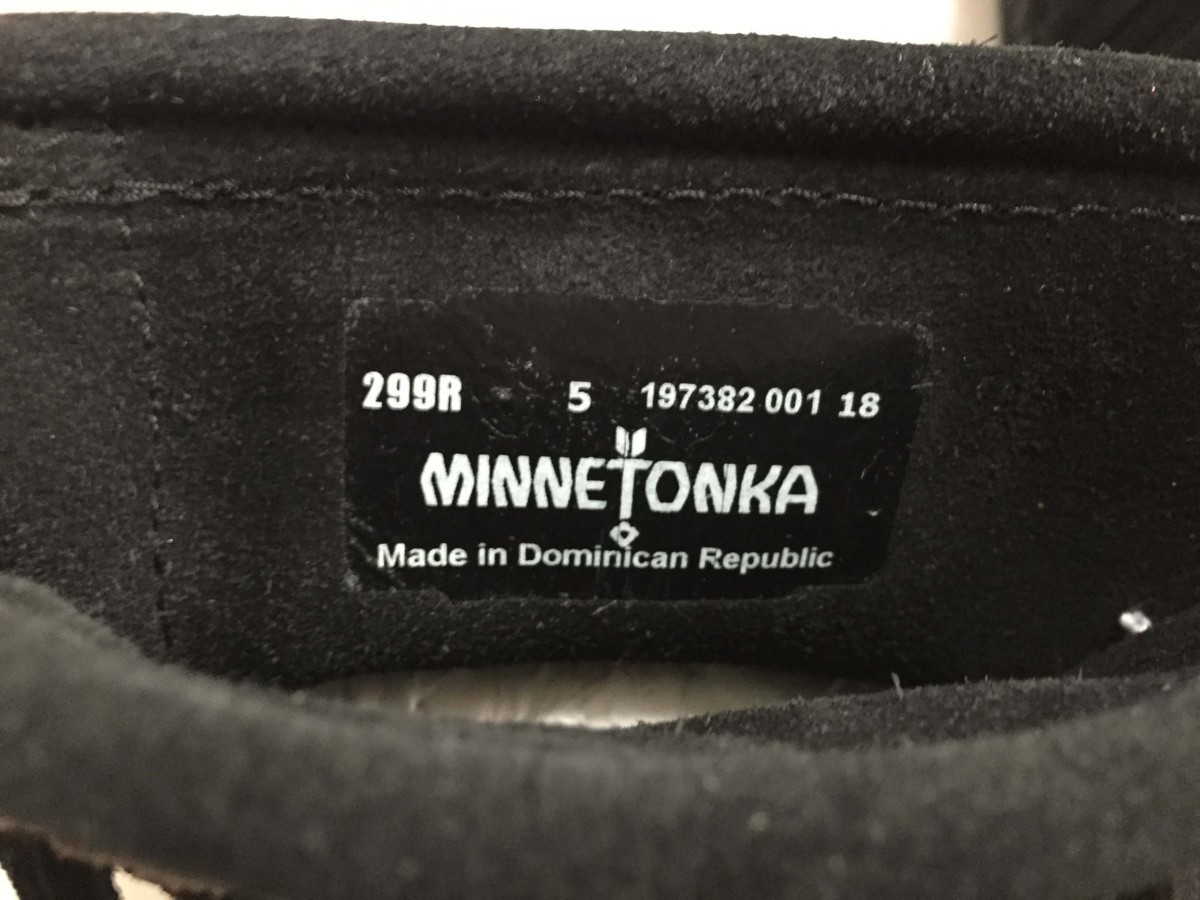 299R 5 197382 001 18
MINNETONKA
Made in Dominican Republic